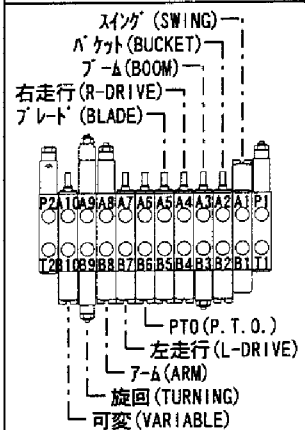 スイング(SWING)
バケット(BUCKET)
ブーム(BOOM)
右走行(R-DRIVE)
ブレード(BLADE)
P2 A10 A9 A8 A7 A6 A5 A4 A3 A2 A1 P1
T2 B10 B9 B8 B7 B6 B5 B4 B3 B2 B1 T1
PTO(P.T.O.)
左走行(L-DRIVE)
アーム(ARM)
旋回(TURNING)
可変(VARIABLE)